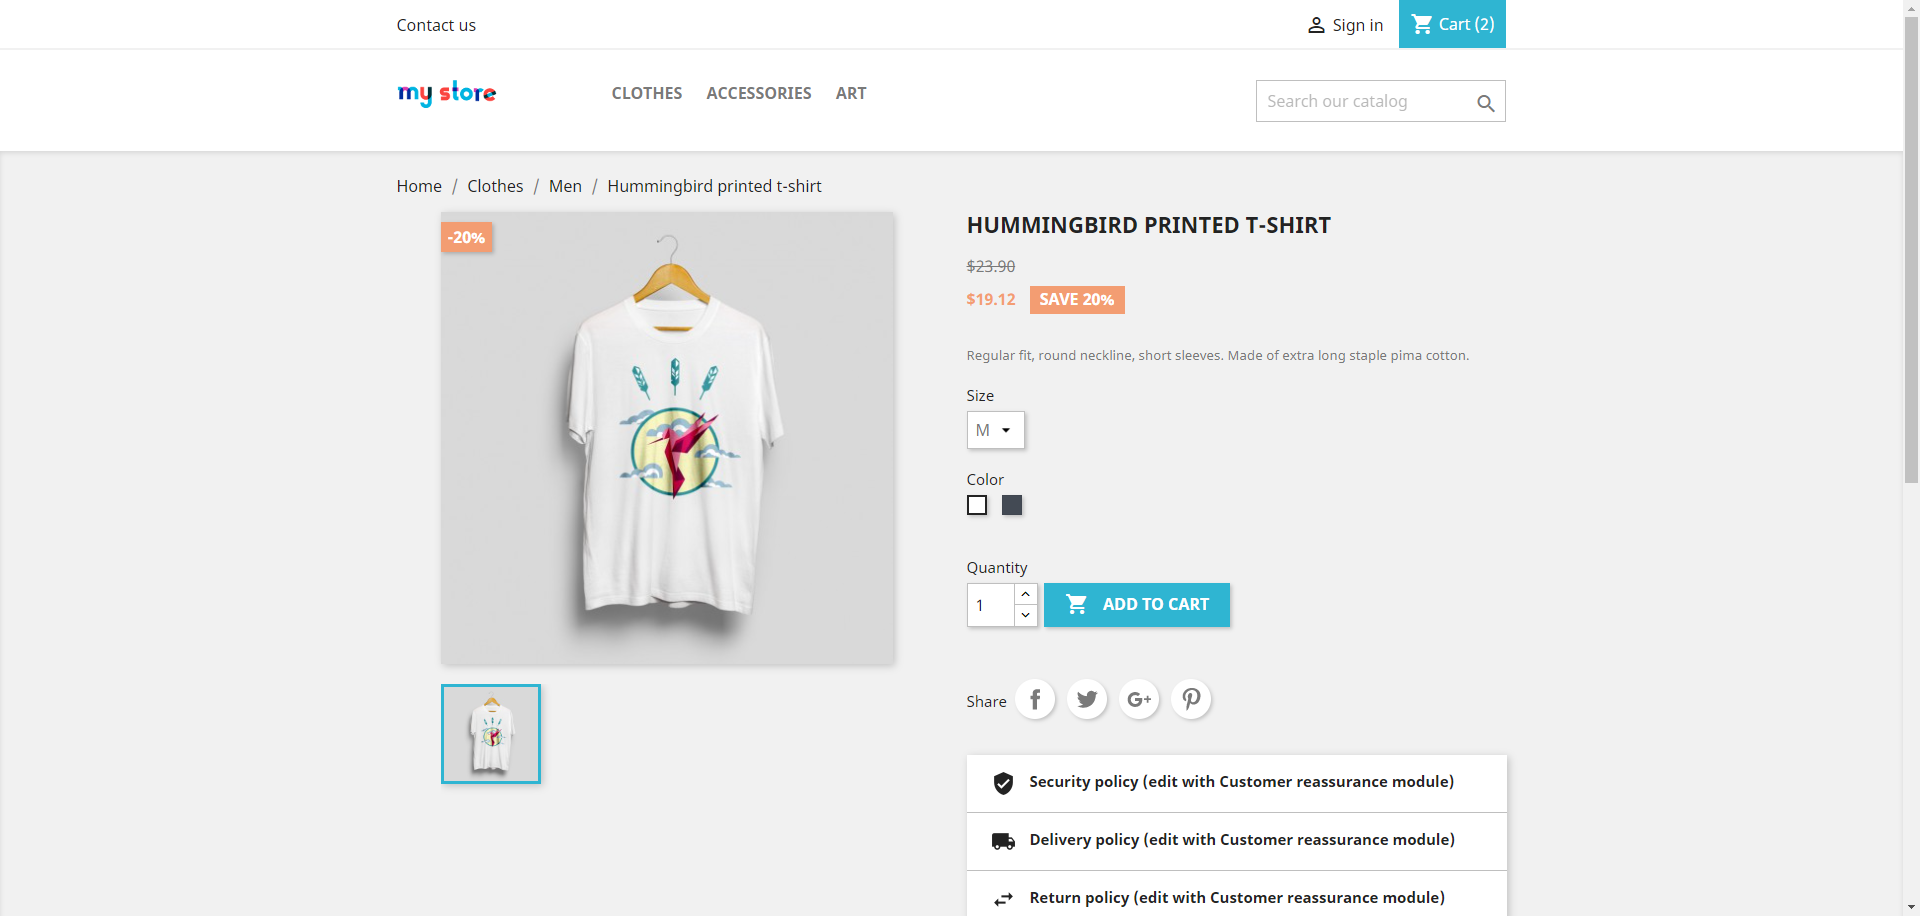 Contact us
Sign in
Cart (2)
my store
CLOTHES
ACCESSORIES
ART
Search our catalog
Home / Clothes / Men / Hummingbird printed t-shirt
-20%
HUMMINGBIRD PRINTED T-SHIRT
$23.90
$19.12 SAVE 20%
Regular fit, round neckline, short sleeves. Made of extra long staple pima cotton.
Size
M
Color
Quantity
1
ADD TO CART
Share
Security policy (edit with Customer reassurance module)
Delivery policy (edit with Customer reassurance module)
Return policy (edit with Customer reassurance module)